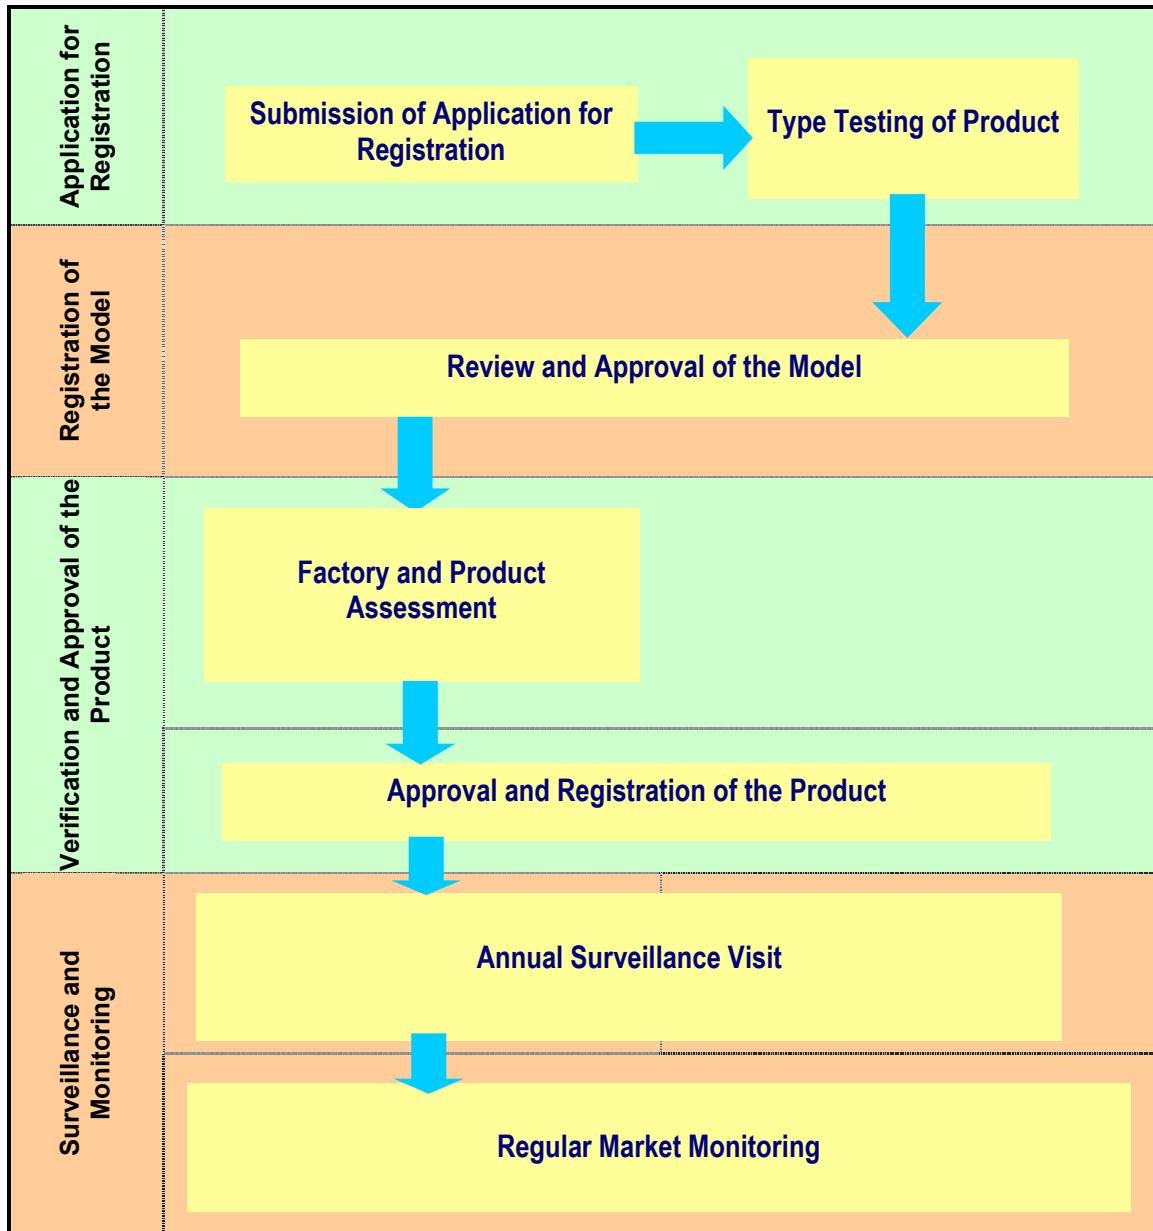 Application for
Registration
Submission of Application for
Registration
Type Testing of Product
Registration of
the Model
Review and Approval of the Model
Verification and Approval of the
Product
Factory and Product
Assessment
Approval and Registration of the Product
Surveillance and
Monitoring
Annual Surveillance Visit
Regular Market Monitoring